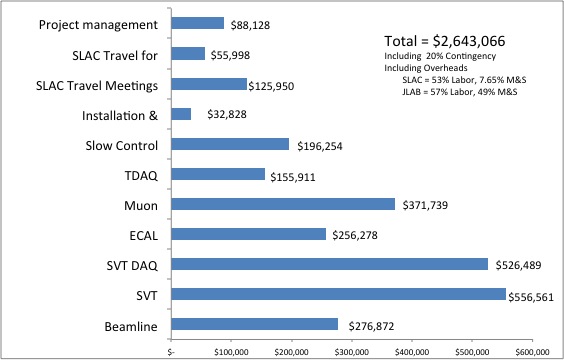 Project management
$88,128
SLAC Travel for
$55,998
SLAC Travel Meetings
$125,950
Installation &
$32,828
Slow Control
$196,254
TDAQ
$155,911
Muon
$371,739
ECAL
$256,278
SVT DAQ
$526,489
SVT
$556,561
Beamline
$276,872
Total = $2,643,066
Including  20% Contingency
Including Overheads
SLAC = 53% Labor, 7.65% M&S
JLAB = 57% Labor, 49% M&S
$- $100,000 $200,000 $300,000 $400,000 $500,000 $600,000